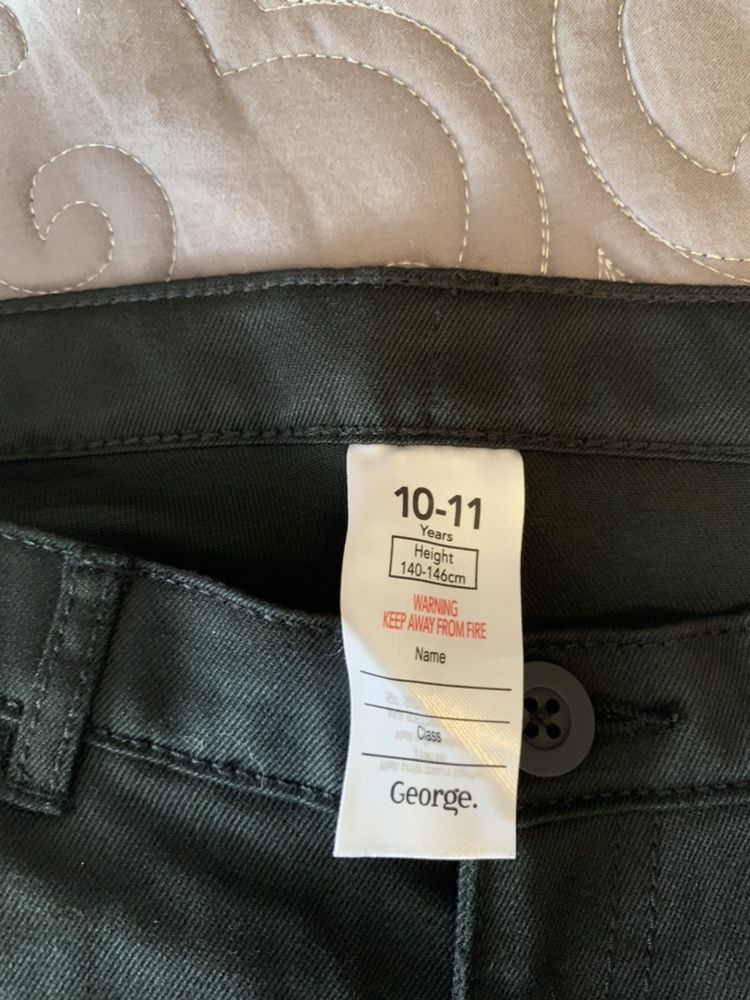 10-11
Years
Height
140-146cm
WARNING
KEEP AWAY FROM FIRE
Name
Class
George.